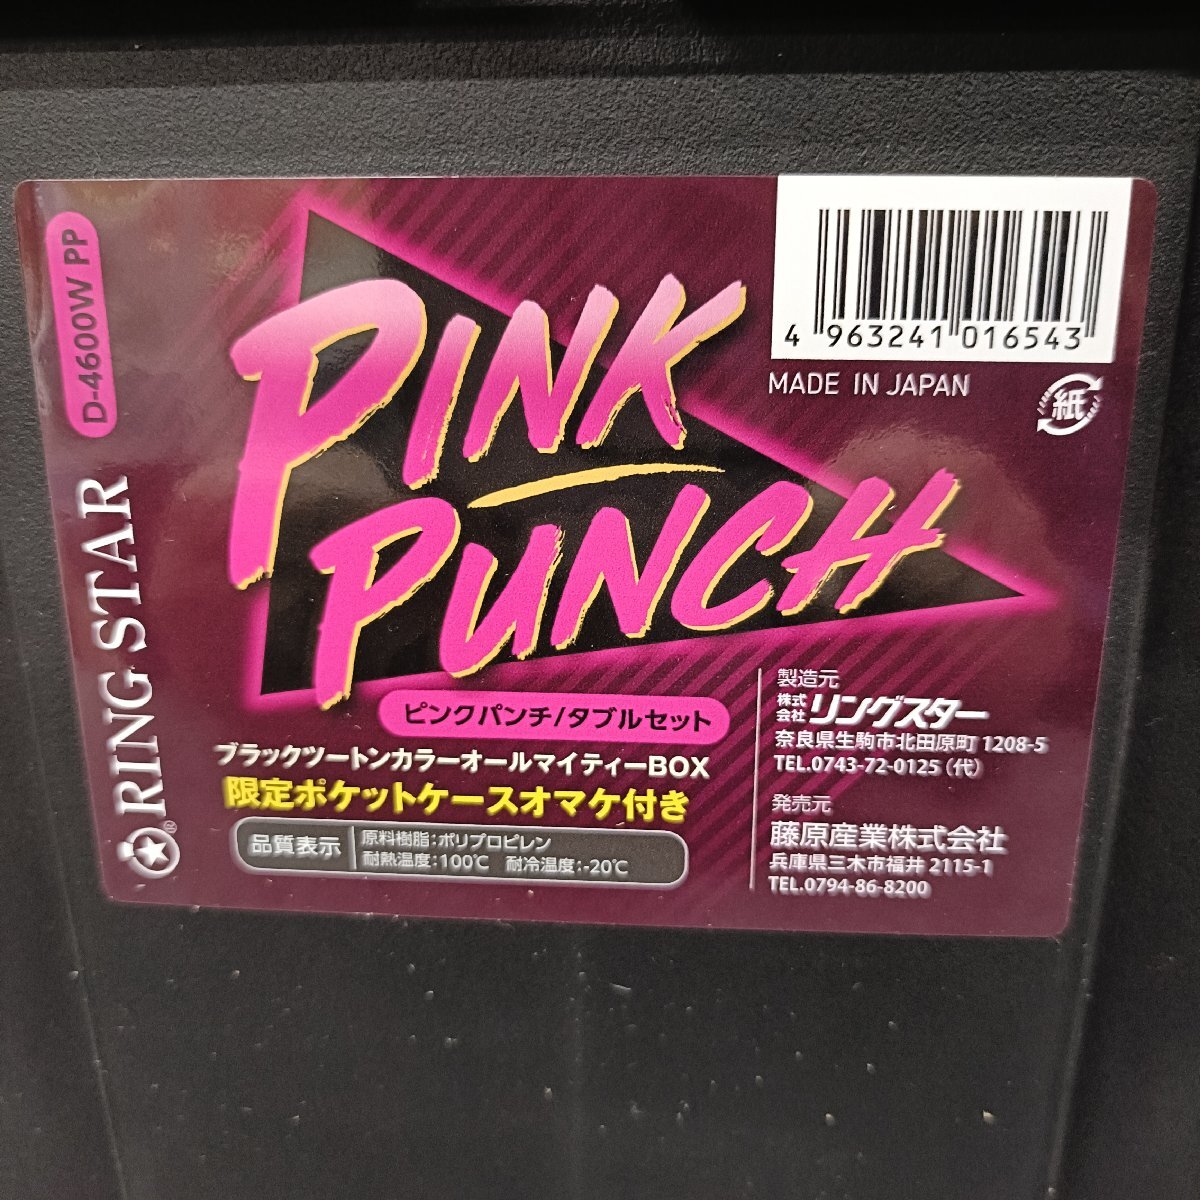 D-4600W PP
RING STAR®
PINK
PUNCH
4 963241 016543
MADE IN JAPAN
紙
ピンクパンチ/タブルセット
ブラックツートンカラーオールマイティーBOX
限定ポケットケースオマケ付き
品質表示
原料樹脂:ポリプロピレン
耐熱温度:100℃ 耐冷温度:-20℃
製造元
株式会社リングスター
奈良県生駒市北田原町 1208-5
TEL.0743-72-0125(代)
発売元
藤原産業株式会社
兵庫県三木市福井 2115-1
TEL.0794-86-8200